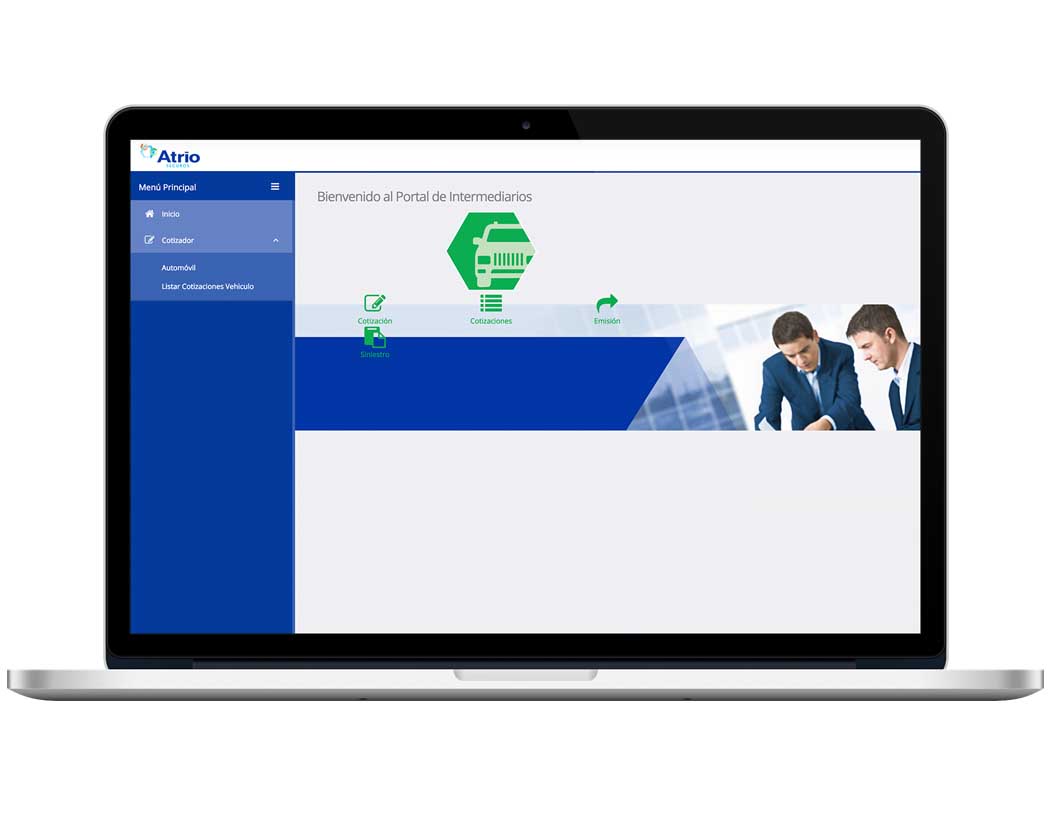 Atrio
SEGUROS
Menú Principal
Inicio
Cotizador
Automóvil
Listar Cotizaciones Vehiculo
Bienvenido al Portal de Intermediarios
Cotización
Cotizaciones
Emisión
Siniestro